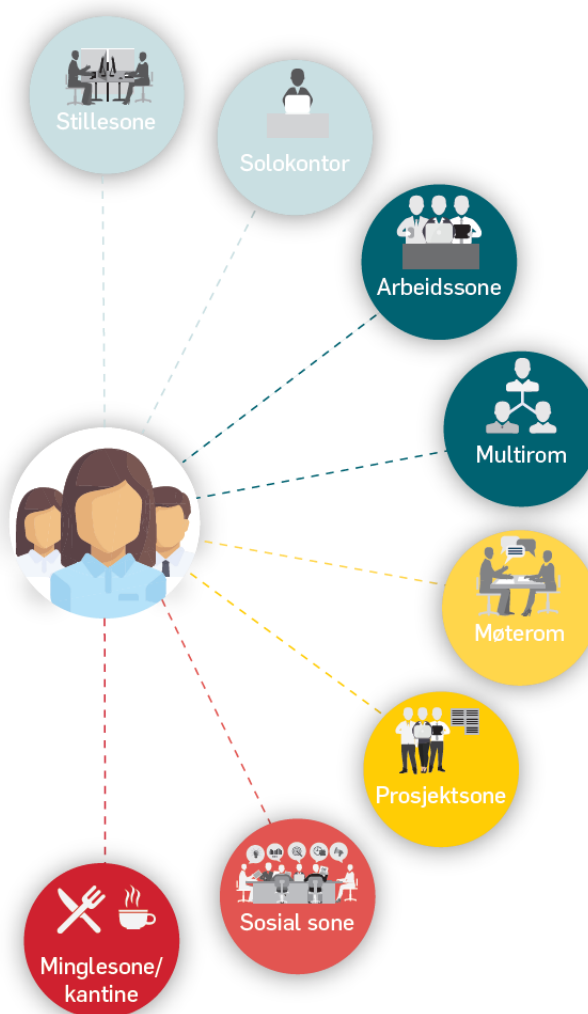 Stillesone
Solokontor
Arbeidssone
Multirom
Møterom
Prosjektsone
Sosial sone
Minglesone/
kantine